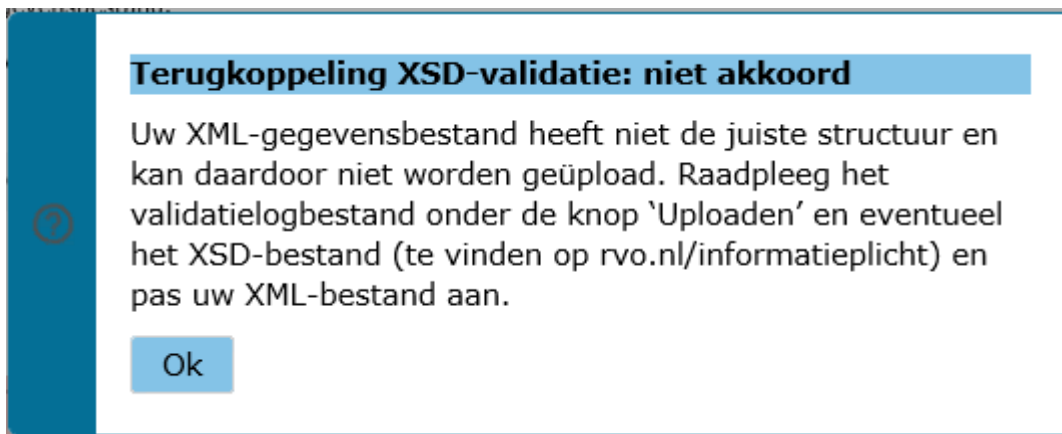 Terugkoppeling XSD-validatie: niet akkoord
Uw XML-gegevensbestand heeft niet de juiste structuur en
kan daardoor niet worden geüpload. Raadpleeg het
validatielogbestand onder de knop ‘Uploaden’ en eventueel
het XSD-bestand (te vinden op rvo.nl/informatieplicht) en
pas uw XML-bestand aan.
Ok